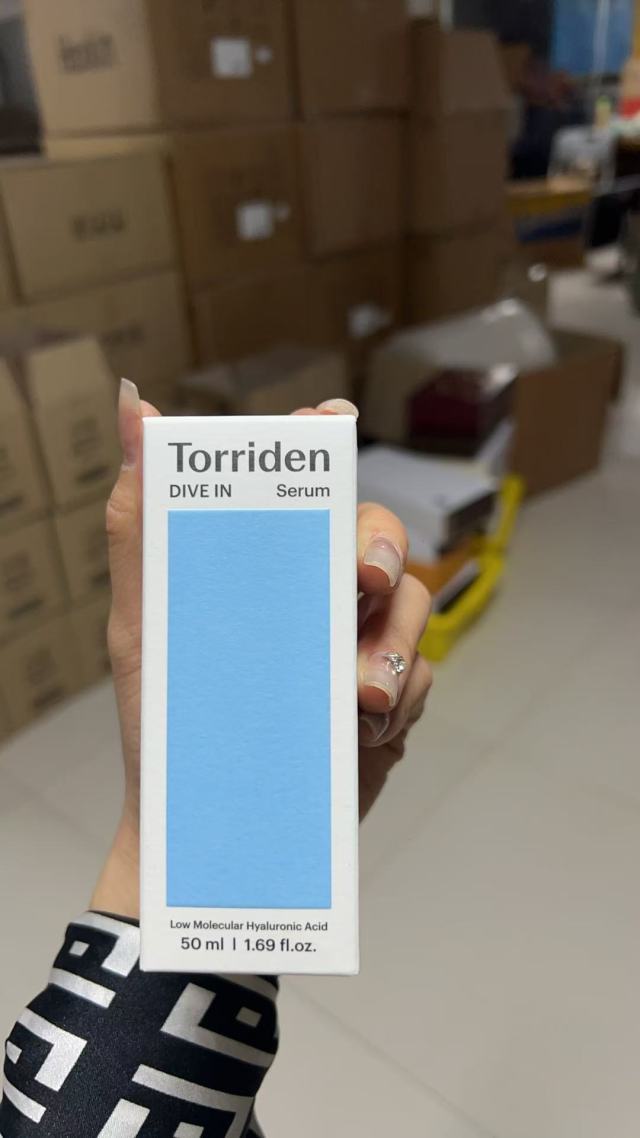 Torriden
DIVE IN Serum
Low Molecular Hyaluronic Acid
50 ml | 1.69 fl.oz.